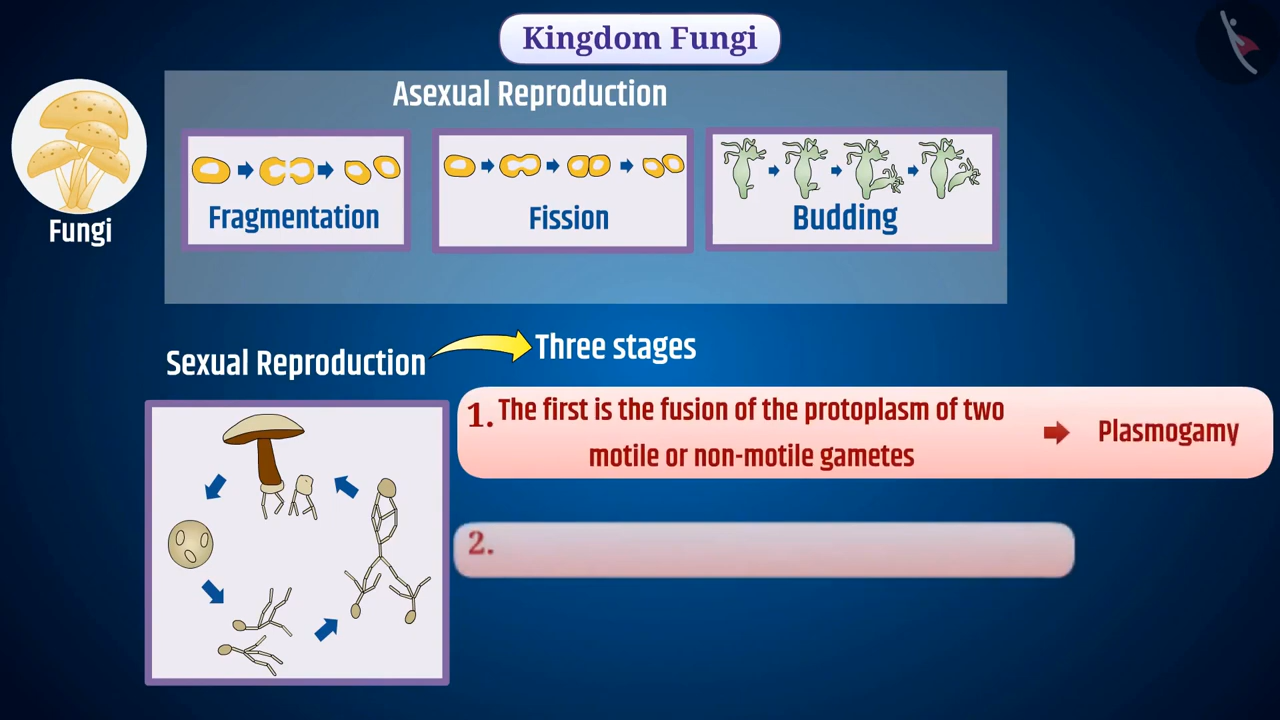 Kingdom Fungi
Asexual Reproduction
Fragmentation
Fission
Budding
Fungi
Sexual Reproduction
Three stages
1. The first is the fusion of the protoplasm of two
motile or non-motile gametes
Plasmogamy
2.